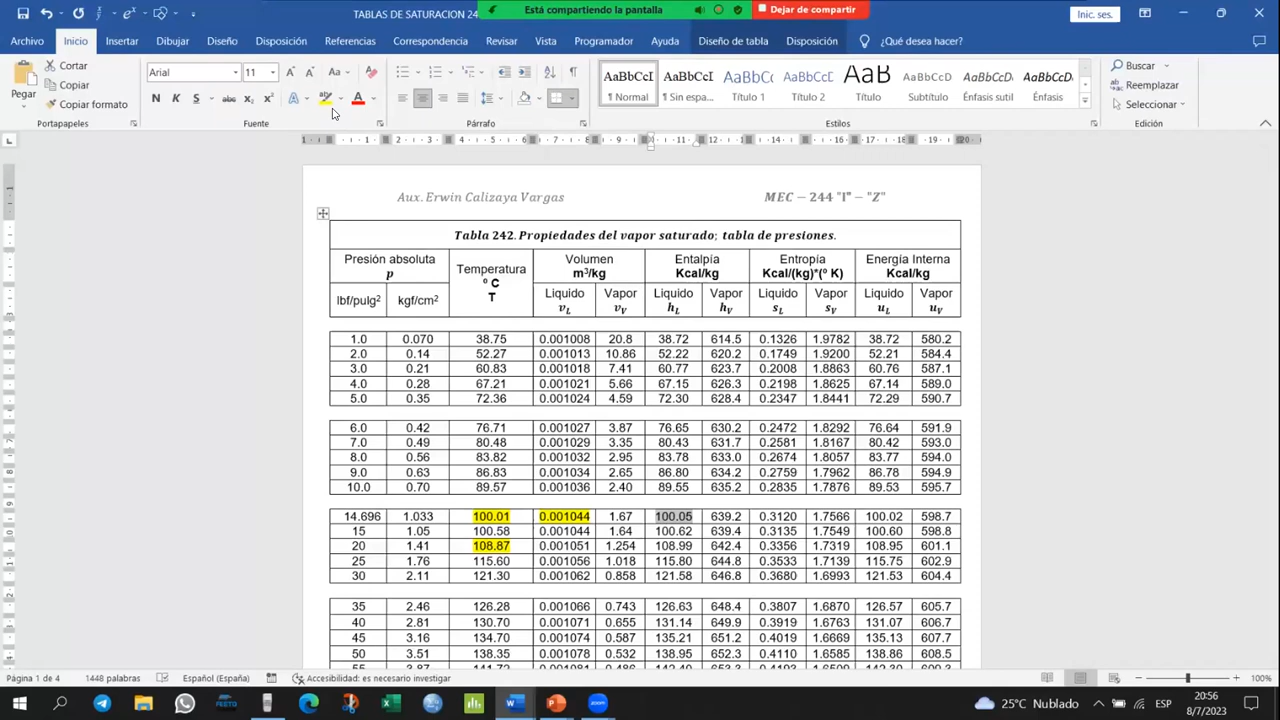 TABLAS DE SATURACION 24
Está compartiendo la pantalla
Dejar de compartir
Inic. ses.
Archivo Inicio Insertar Dibujar Diseño Disposición Referencias Correspondencia Revisar Vista Programador Ayuda Diseño de tabla Disposición ¿Qué desea hacer?
Pegar
Cortar
Copiar
Copiar formato
Portapapeles
Arial 11
Fuente
Párrafo
AaBbCcD AaBbCcD AaBbCc AaBbCcD AaB AaBbCcD AaBbCcD AaBbCcD
¶ Normal ¶ Sin espa... Título 1 Título 2 Título Subtítulo Énfasis sutil Énfasis
Estilos
Buscar
Reemplazar
Seleccionar
Edición
Aux. Erwin Calizaya Vargas MEC – 244 "I" – "Z"
Tabla 242. Propiedades del vapor saturado; tabla de presiones.
Presión absoluta p Temperatura º C T Volumen m³/kg Entalpía Kcal/kg Entropía Kcal/(kg)*(º K) Energía Interna Kcal/kg
lbf/pulg² kgf/cm² Liquido vL Vapor vV Liquido hL Vapor hV Liquido sL Vapor sV Liquido uL Vapor uV
1.0 0.070 38.75 0.001008 20.8 38.72 614.5 0.1326 1.9782 38.72 580.2
2.0 0.14 52.27 0.001013 10.86 52.22 620.2 0.1749 1.9200 52.21 584.4
3.0 0.21 60.83 0.001018 7.41 60.77 623.7 0.2008 1.8863 60.76 587.1
4.0 0.28 67.21 0.001021 5.66 67.15 626.3 0.2198 1.8625 67.14 589.0
5.0 0.35 72.36 0.001024 4.59 72.30 628.4 0.2347 1.8441 72.29 590.7
6.0 0.42 76.71 0.001027 3.87 76.65 630.2 0.2472 1.8292 76.64 591.9
7.0 0.49 80.48 0.001029 3.35 80.43 631.7 0.2581 1.8167 80.42 593.0
8.0 0.56 83.82 0.001032 2.95 83.78 633.0 0.2674 1.8057 83.77 594.0
9.0 0.63 86.83 0.001034 2.65 86.80 634.2 0.2759 1.7962 86.78 594.9
10.0 0.70 89.57 0.001036 2.40 89.55 635.2 0.2835 1.7876 89.53 595.7
14.696 1.033 100.01 0.001044 1.67 100.05 639.2 0.3120 1.7566 100.02 598.7
15 1.05 100.58 0.001044 1.64 100.62 639.4 0.3135 1.7549 100.60 598.8
20 1.41 108.87 0.001051 1.254 108.99 642.4 0.3356 1.7319 108.95 601.1
25 1.76 115.60 0.001056 1.018 115.80 644.8 0.3533 1.7139 115.75 602.9
30 2.11 121.30 0.001062 0.858 121.58 646.8 0.3680 1.6993 121.53 604.4
35 2.46 126.28 0.001066 0.743 126.63 648.4 0.3807 1.6870 126.57 605.7
40 2.81 130.70 0.001071 0.655 131.14 649.9 0.3919 1.6763 131.07 606.7
45 3.16 134.70 0.001074 0.587 135.21 651.2 0.4019 1.6669 135.13 607.7
50 3.51 138.35 0.001078 0.532 138.95 652.3 0.4110 1.6585 138.86 608.5
Página 1 de 4 1448 palabras Español (España) Accesibilidad: es necesario investigar 100%
25°C Nublado ESP 20:56
8/7/2023